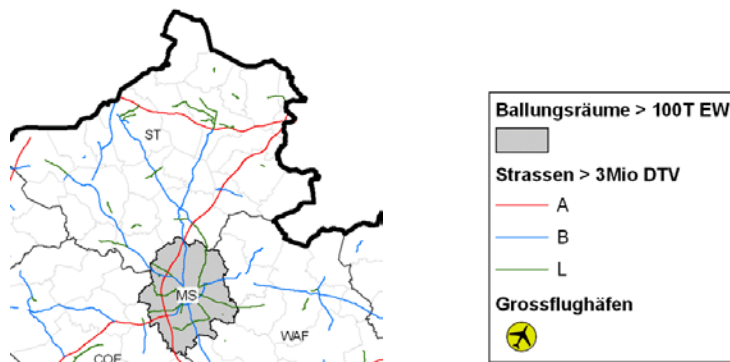 ST
MS
WAF
COE
Ballungsräume > 100T EW
Strassen > 3Mio DTV
A
B
L
Grossflughäfen